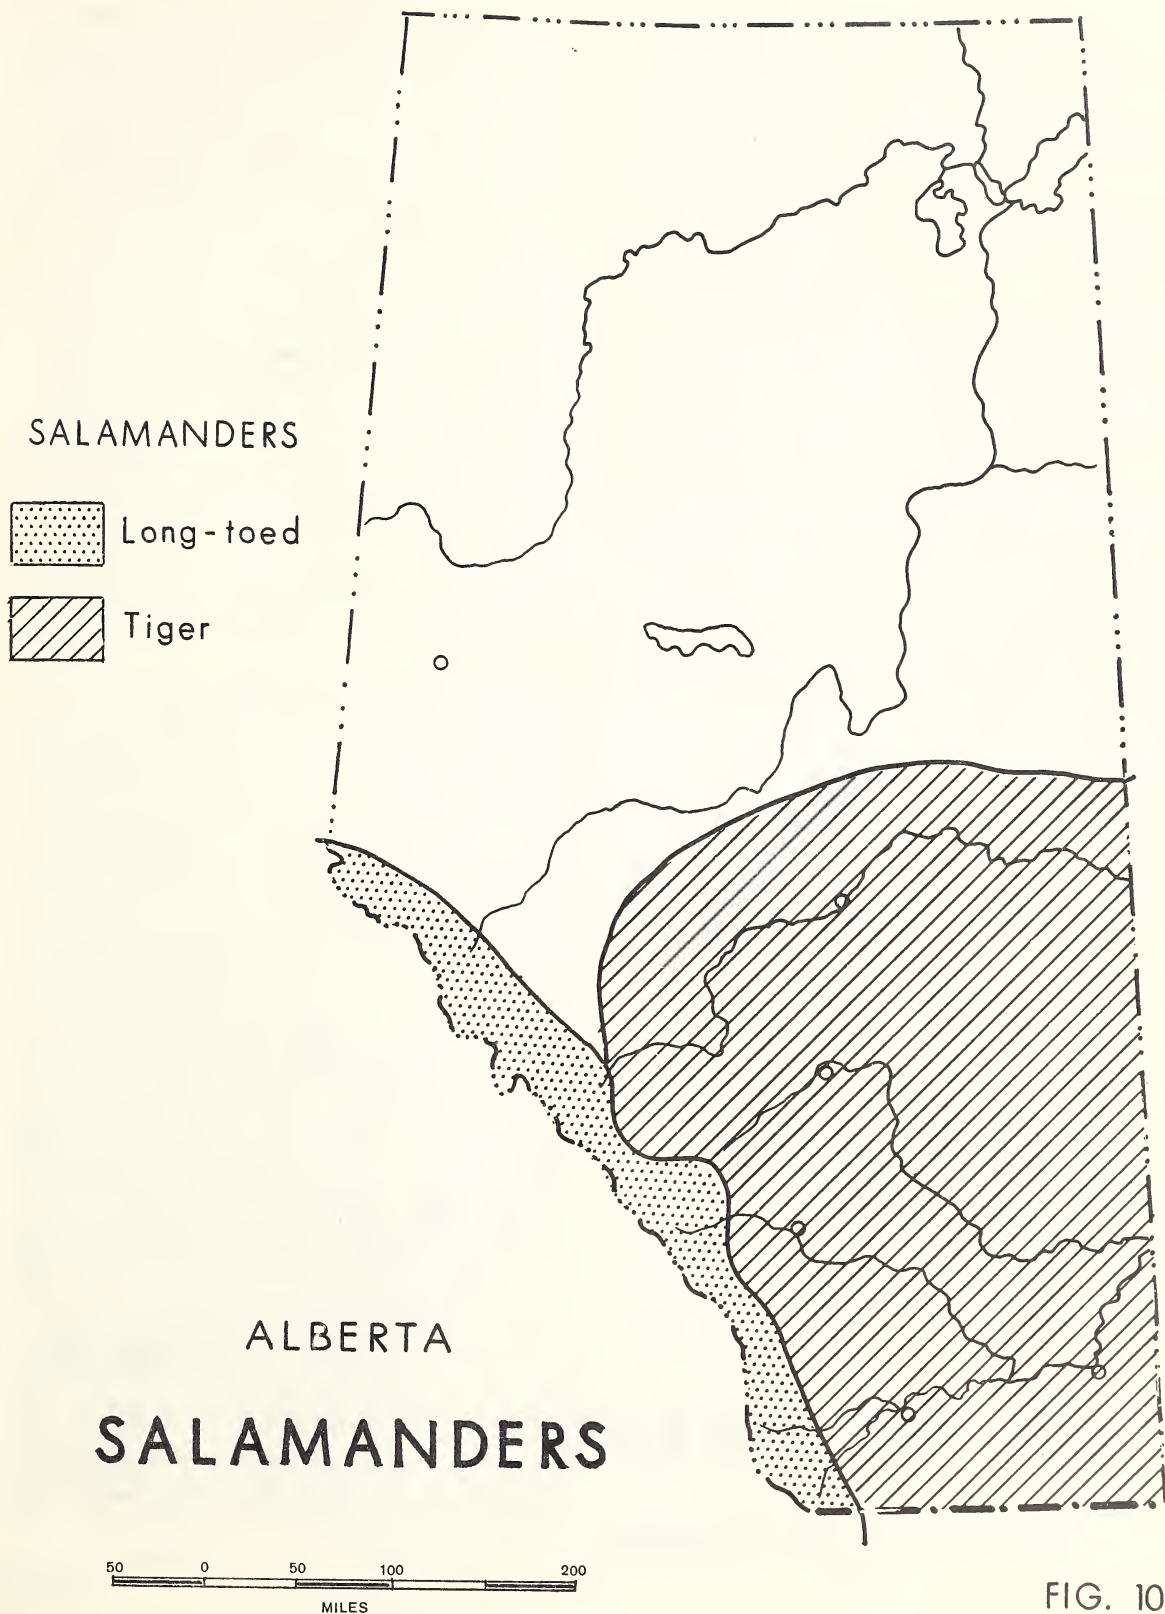 SALAMANDERS
Long-toed
Tiger
ALBERTA
SALAMANDERS
50 0 50 100 200
MILES
FIG. 10